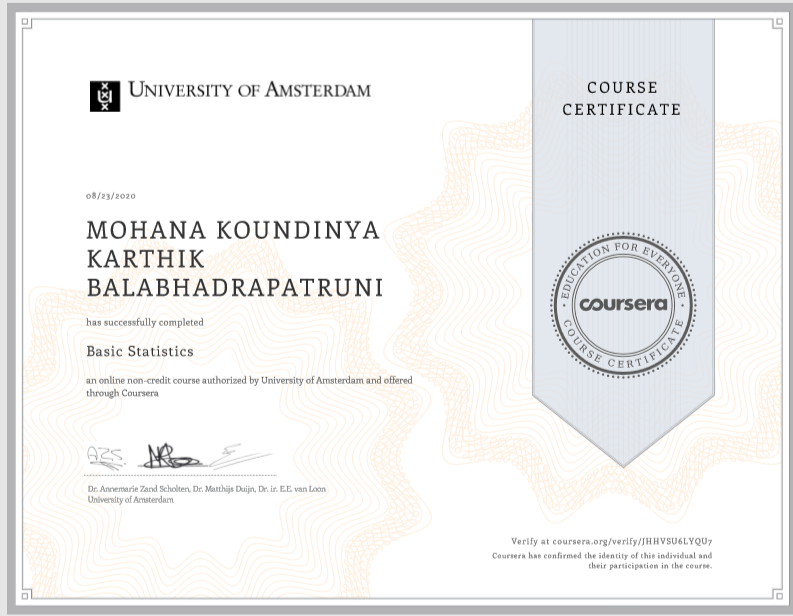 UNIVERSITY OF AMSTERDAM
COURSE
CERTIFICATE
08/23/2020
MOHANA KOUNDINYA
KARTHIK
BALABHADRAPATRUNI
has successfully completed
Basic Statistics
an online non-credit course authorized by University of Amsterdam and offered
through Coursera
EDUCATION FOR EVERYONE
coursera
COURSE CERTIFICATE
AZS
Dr. Annemarie Zand Scholten, Dr. Matthijs Duijn, Dr. ir. E.E. van Loon
University of Amsterdam
Verify at coursera.org/verify/JHHVSU6LYQU7
Coursera has confirmed the identity of this individual and
their participation in the course.